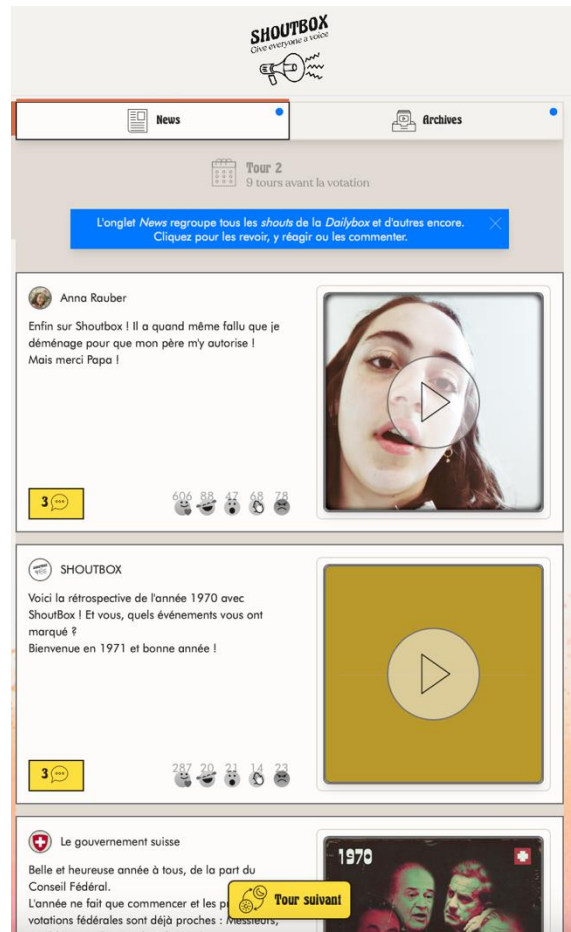 SHOUTBOX
Give everyone a voice
News
Archives
Tour 2
9 tours avant la votation
L'onglet News regroupe tous les shouts de la Dailybox et d'autres encore.
Cliquez pour les revoir, y réagir ou les commenter.
Anna Rauber
Enfin sur Shoutbox ! Il a quand même fallu que je
déménage pour que mon père m'y autorise !
Mais merci Papa !
3
606 88 47 68 78
SHOUTBOX
Voici la rétrospective de l'année 1970 avec
ShoutBox ! Et vous, quels événements vous ont
marqué ?
Bienvenue en 1971 et bonne année !
3
287 20 21 14 23
Le gouvernement suisse
Belle et heureuse année à tous, de la part du
Conseil Fédéral.
L'année ne fait que commencer et les
votations fédérales sont déjà proches : Messieurs,
1970
Tour suivant